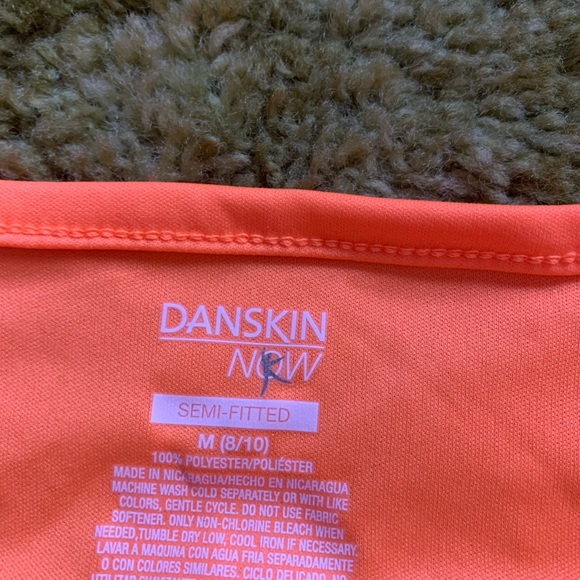 DANSKIN
NOW
SEMI-FITTED
M (8/10)
100% POLYESTER/POLIÉSTER
MADE IN NICARAGUA/HECHO EN NICARAGUA
MACHINE WASH COLD SEPARATELY OR WITH LIKE
COLORS, GENTLE CYCLE. DO NOT USE FABRIC
SOFTENER. ONLY NON-CHLORINE BLEACH WHEN
NEEDED,TUMBLE DRY LOW, COOL IRON IF NECESSARY.
LAVAR A MAQUINA CON AGUA FRIA SEPARADAMENTE
O CON COLORES SIMILARES. CICLO DELICADO. NO
UTILIZAR